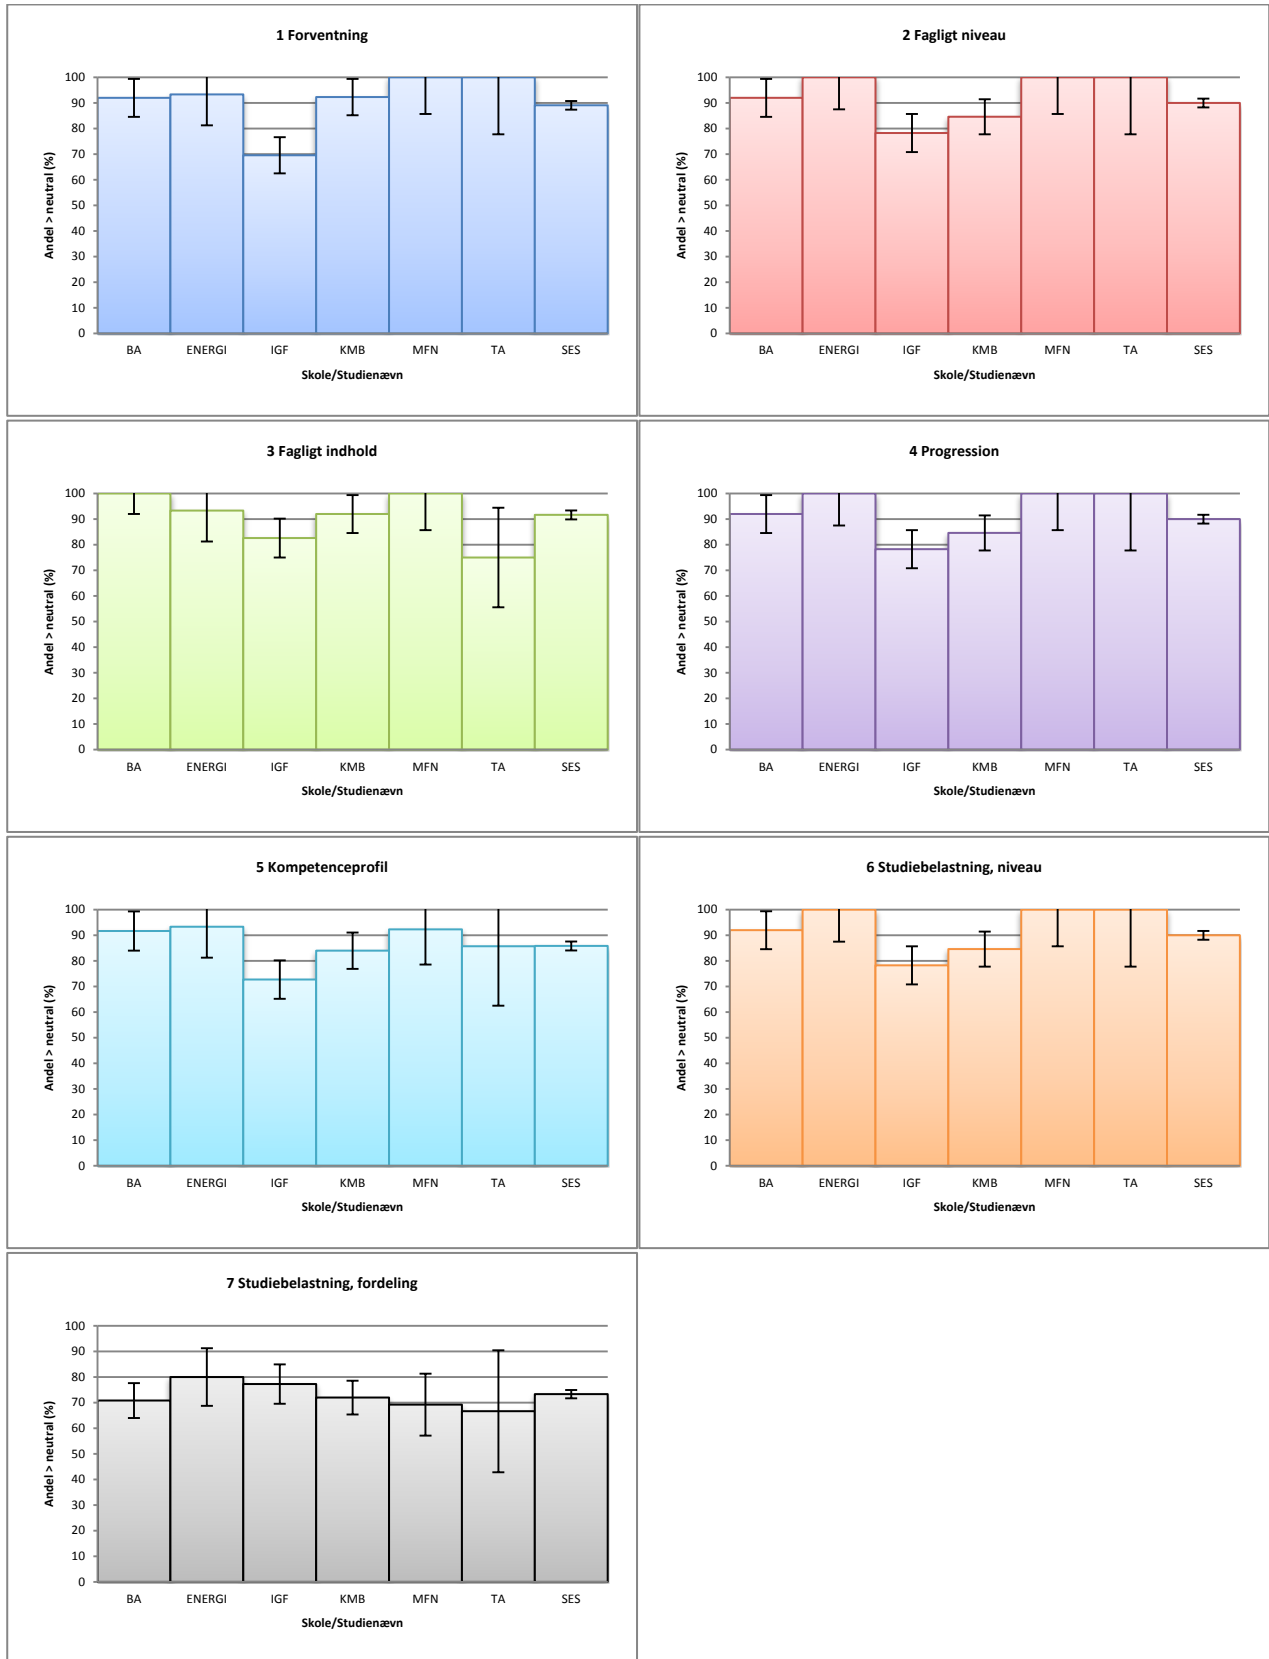 1 Forventning
Andel > neutral (%)
100
90
80
70
60
50
40
30
20
10
0
BA ENERGI IGF KMB MFN TA SES
Skole/Studienævn
2 Fagligt niveau
Andel > neutral (%)
100
90
80
70
60
50
40
30
20
10
0
BA ENERGI IGF KMB MFN TA SES
Skole/Studienævn
3 Fagligt indhold
Andel > neutral (%)
100
90
80
70
60
50
40
30
20
10
0
BA ENERGI IGF KMB MFN TA SES
Skole/Studienævn
4 Progression
Andel > neutral (%)
100
90
80
70
60
50
40
30
20
10
0
BA ENERGI IGF KMB MFN TA SES
Skole/Studienævn
5 Kompetenceprofil
Andel > neutral (%)
100
90
80
70
60
50
40
30
20
10
0
BA ENERGI IGF KMB MFN TA SES
Skole/Studienævn
6 Studiebelastning, niveau
Andel > neutral (%)
100
90
80
70
60
50
40
30
20
10
0
BA ENERGI IGF KMB MFN TA SES
Skole/Studienævn
7 Studiebelastning, fordeling
Andel > neutral (%)
100
90
80
70
60
50
40
30
20
10
0
BA ENERGI IGF KMB MFN TA SES
Skole/Studienævn